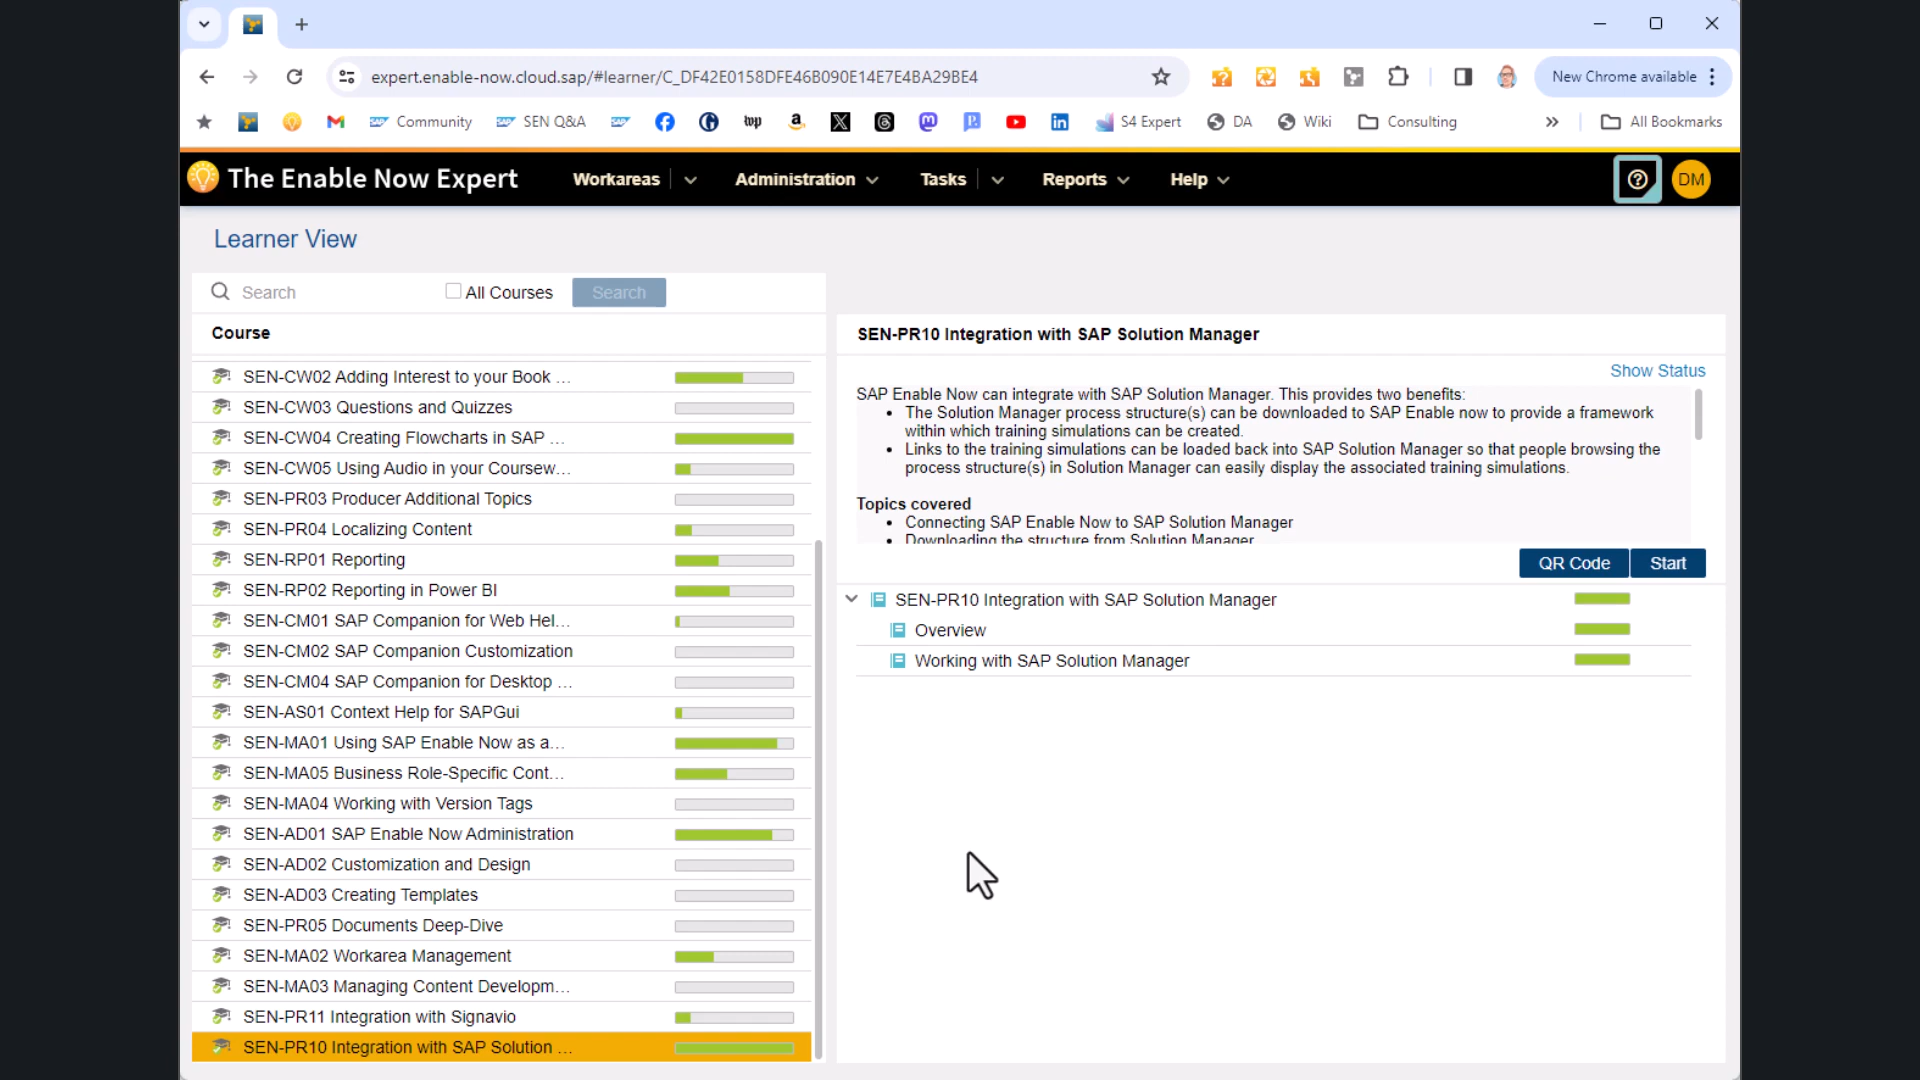 expert.enable-now.cloud.sap/#learner/C_DF42E0158DFE46B090E14E7E4BA29BE4
New Chrome available
Community
SEN Q&A
S4 Expert
DA
Wiki
Consulting
All Bookmarks
The Enable Now Expert
Workareas
Administration
Tasks
Reports
Help
DM
Learner View
Search
All Courses
Search
Course
SEN-CW02 Adding Interest to your Book ...
SEN-CW03 Questions and Quizzes
SEN-CW04 Creating Flowcharts in SAP ...
SEN-CW05 Using Audio in your Coursew...
SEN-PR03 Producer Additional Topics
SEN-PR04 Localizing Content
SEN-RP01 Reporting
SEN-RP02 Reporting in Power BI
SEN-CM01 SAP Companion for Web Hel...
SEN-CM02 SAP Companion Customization
SEN-CM04 SAP Companion for Desktop ...
SEN-AS01 Context Help for SAPGui
SEN-MA01 Using SAP Enable Now as a...
SEN-MA05 Business Role-Specific Cont...
SEN-MA04 Working with Version Tags
SEN-AD01 SAP Enable Now Administration
SEN-AD02 Customization and Design
SEN-AD03 Creating Templates
SEN-PR05 Documents Deep-Dive
SEN-MA02 Workarea Management
SEN-MA03 Managing Content Developm...
SEN-PR11 Integration with Signavio
SEN-PR10 Integration with SAP Solution ...
SEN-PR10 Integration with SAP Solution Manager
Show Status
SAP Enable Now can integrate with SAP Solution Manager. This provides two benefits:
• The Solution Manager process structure(s) can be downloaded to SAP Enable now to provide a framework
within which training simulations can be created.
• Links to the training simulations can be loaded back into SAP Solution Manager so that people browsing the
process structure(s) in Solution Manager can easily display the associated training simulations.
Topics covered
• Connecting SAP Enable Now to SAP Solution Manager
• Downloading the structure from Solution Manager
QR Code
Start
SEN-PR10 Integration with SAP Solution Manager
Overview
Working with SAP Solution Manager